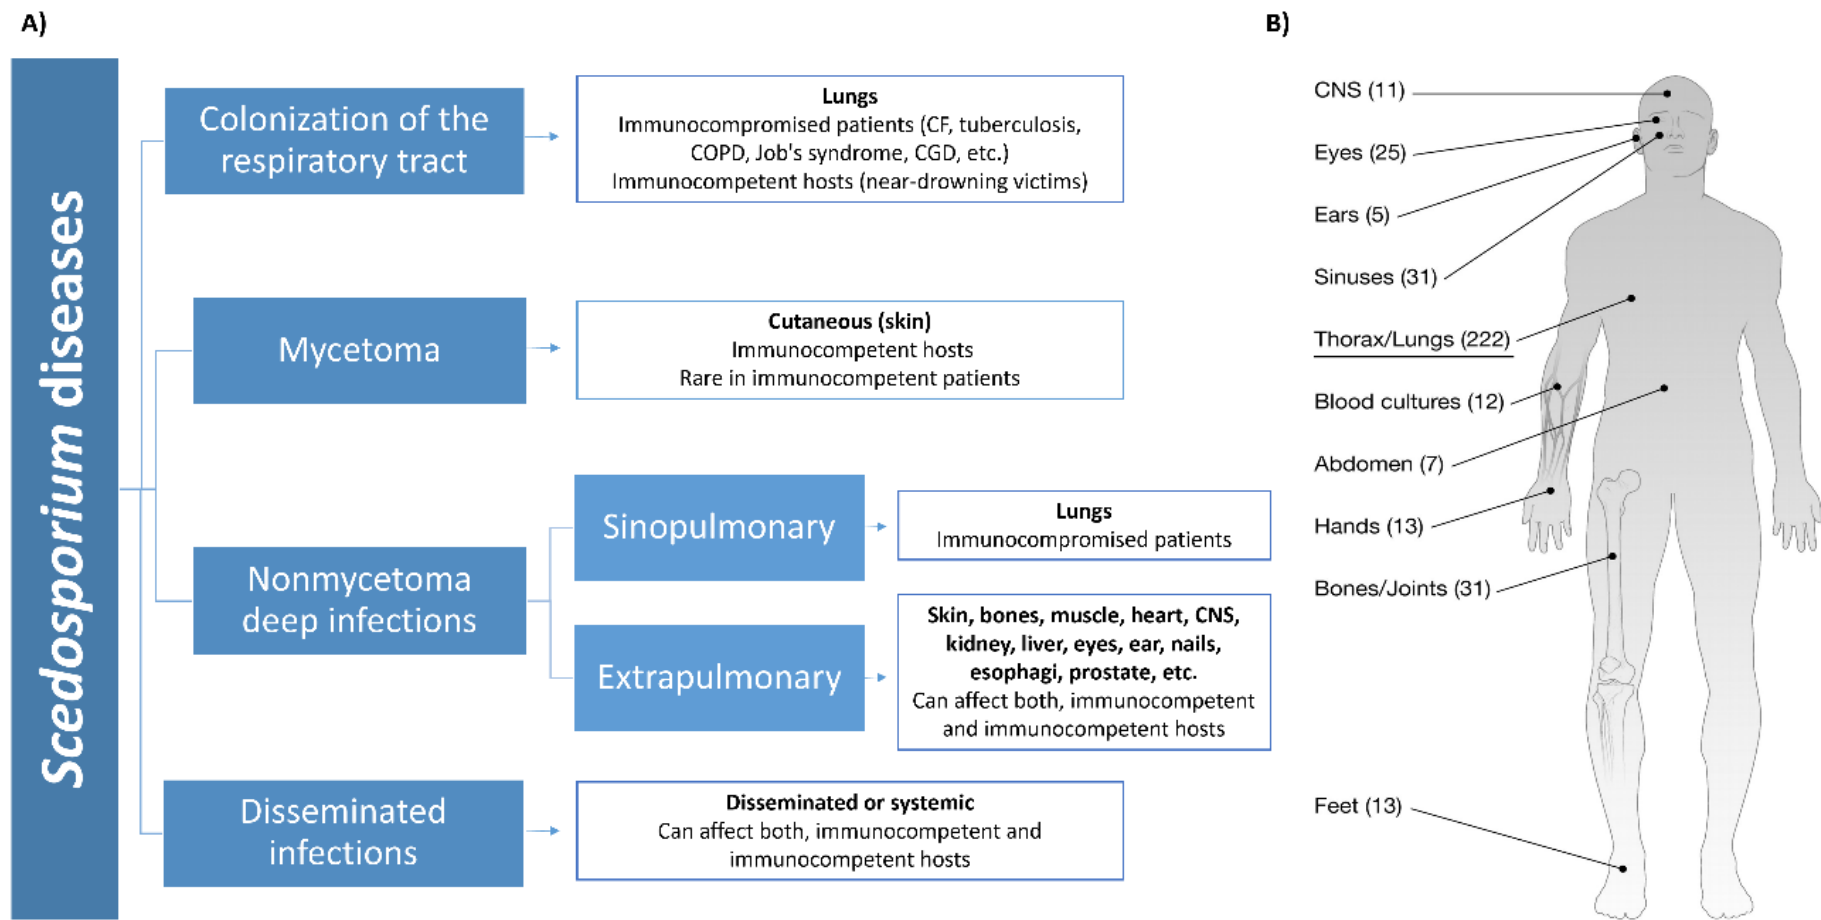 A)
Scedosporium diseases
Colonization of the
respiratory tract
Lungs
Immunocompromised patients (CF, tuberculosis,
COPD, Job's syndrome, CGD, etc.)
Immunocompetent hosts (near-drowning victims)
Mycetoma
Cutaneous (skin)
Immunocompetent hosts
Rare in immunocompetent patients
Nonmycetoma
deep infections
Sinopulmonary
Lungs
Immunocompromised patients
Extrapulmonary
Skin, bones, muscle, heart, CNS,
kidney, liver, eyes, ear, nails,
esophagi, prostate, etc.
Can affect both, immunocompetent
and immunocompetent hosts
Disseminated
infections
Disseminated or systemic
Can affect both, immunocompetent and
immunocompetent hosts
B)
CNS (11)
Eyes (25)
Ears (5)
Sinuses (31)
Thorax/Lungs (222)
Blood cultures (12)
Abdomen (7)
Hands (13)
Bones/Joints (31)
Feet (13)